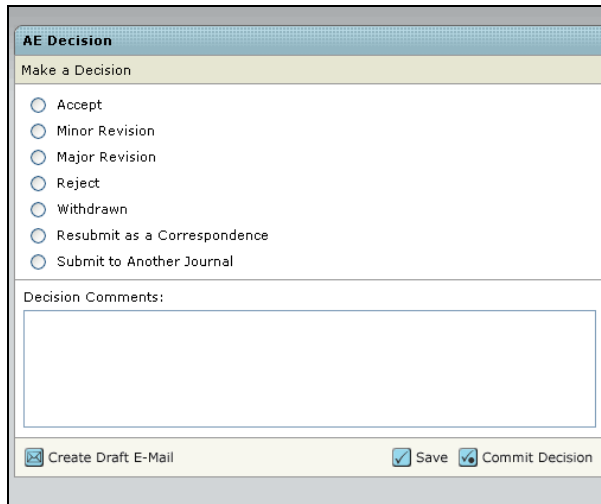 AE Decision
Make a Decision
Accept
Minor Revision
Major Revision
Reject
Withdrawn
Resubmit as a Correspondence
Submit to Another Journal
Decision Comments:
Create Draft E-Mail Save Commit Decision